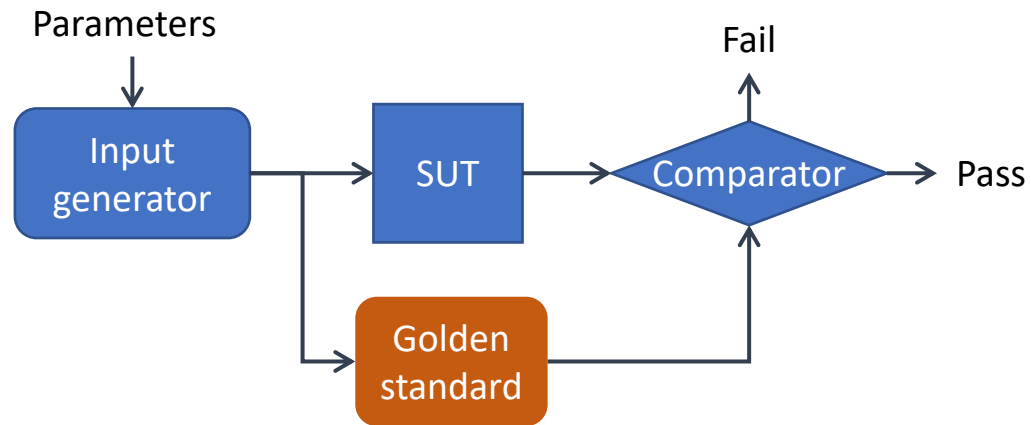 Parameters
Fail
Input
generator
SUT
Comparator
Pass
Golden
standard